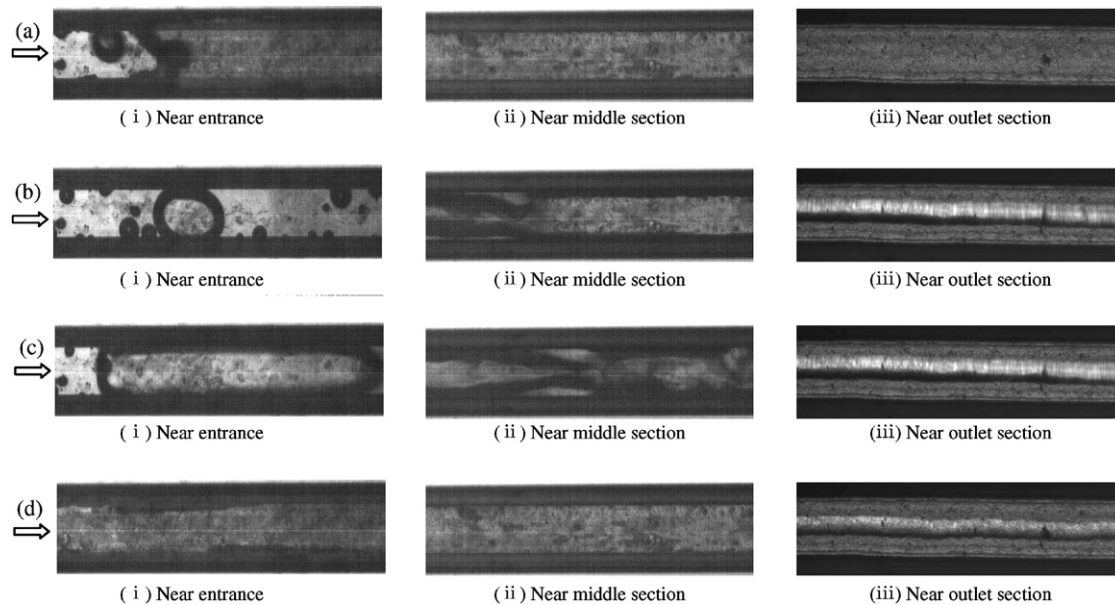 (a)
(i) Near entrance
(ii) Near middle section
(iii) Near outlet section
(b)
(i) Near entrance
(ii) Near middle section
(iii) Near outlet section
(c)
(i) Near entrance
(ii) Near middle section
(iii) Near outlet section
(d)
(i) Near entrance
(ii) Near middle section
(iii) Near outlet section